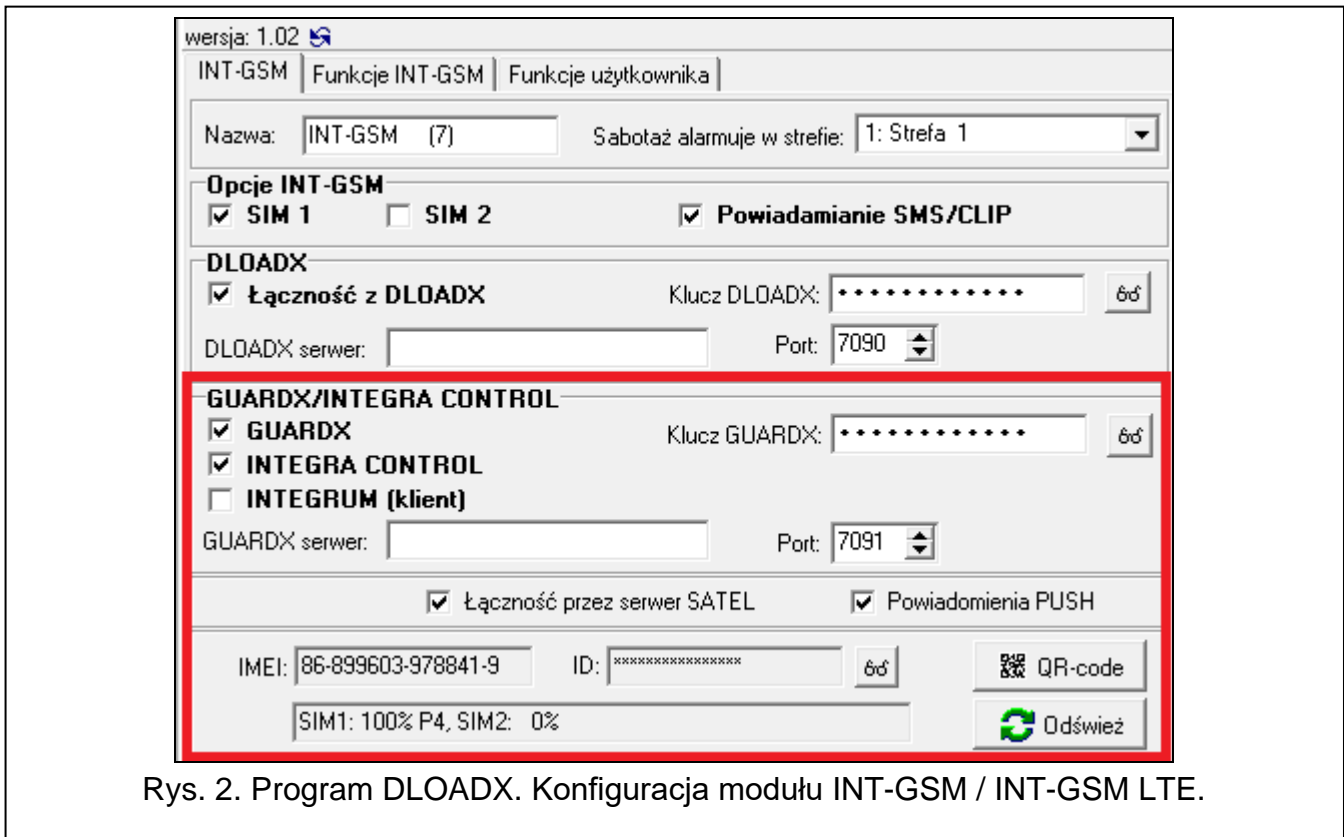 wersja: 1.02
INT-GSM Funkcje INT-GSM Funkcje użytkownika
Nazwa: INT-GSM (7) Sabotaż alarmuje w strefie: 1: Strefa 1
Opcje INT-GSM
SIM 1 SIM 2 Powiadamianie SMS/CLIP
DLOADX
Łączność z DLOADX Klucz DLOADX: ••••••••••••
DLOADX serwer: Port: 7090
GUARDX/INTEGRA CONTROL
GUARDX Klucz GUARDX: ••••••••••••
INTEGRA CONTROL
INTEGRUM (klient)
GUARDX serwer: Port: 7091
Łączność przez serwer SATEL Powiadomienia PUSH
IMEI: 86-899603-978841-9 ID: **************** QR-code
SIM1: 100% P4, SIM2: 0% Odśwież
Rys. 2. Program DLOADX. Konfiguracja modułu INT-GSM / INT-GSM LTE.